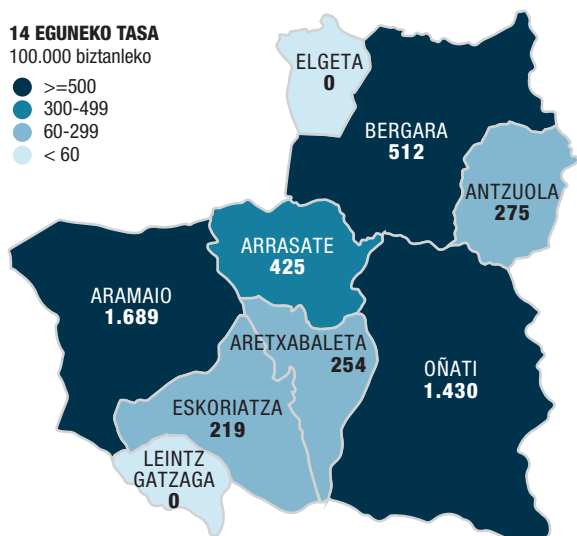 14 EGUNEKO TASA
100.000 biztanleko
>=500
300-499
60-299
< 60
ELGETA
0
BERGARA
512
ANTZUOLA
275
ARRASATE
425
ARAMAIO
1.689
ARETXABALETA
254
OÑATI
1.430
ESKORIATZA
219
LEINTZ
GATZAGA
0